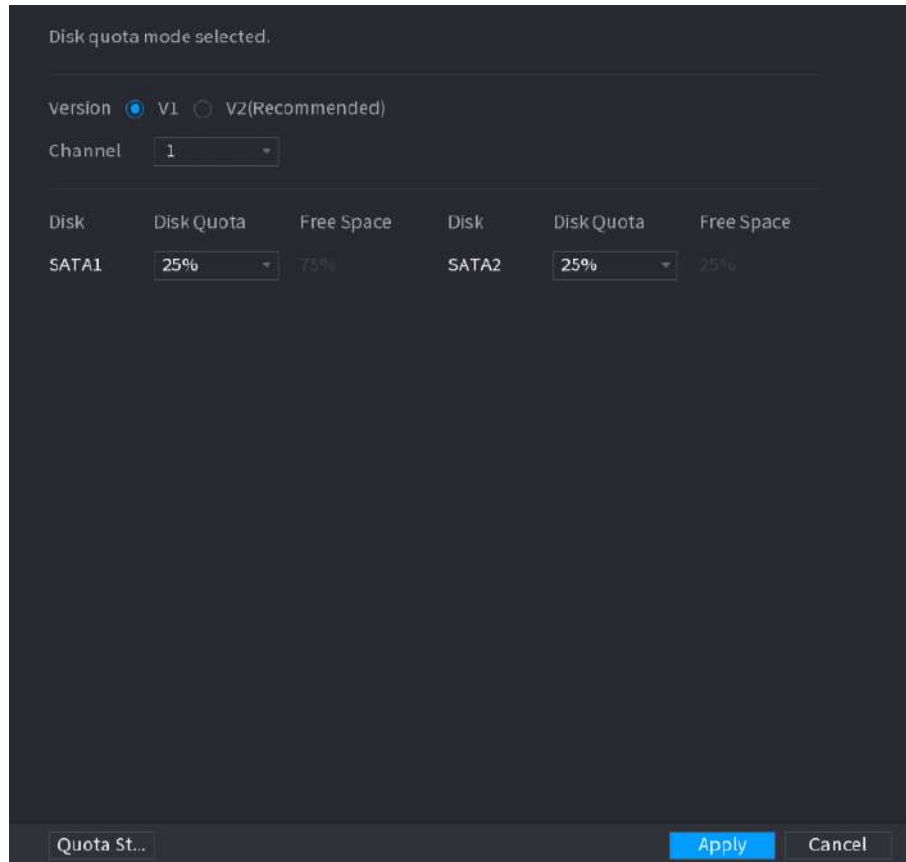 Disk quota mode selected.
Version V1 V2(Recommended)
Channel 1
Disk Disk Quota Free Space Disk Disk Quota Free Space
SATA1 25% 75% SATA2 25% 25%
Quota St... Apply Cancel